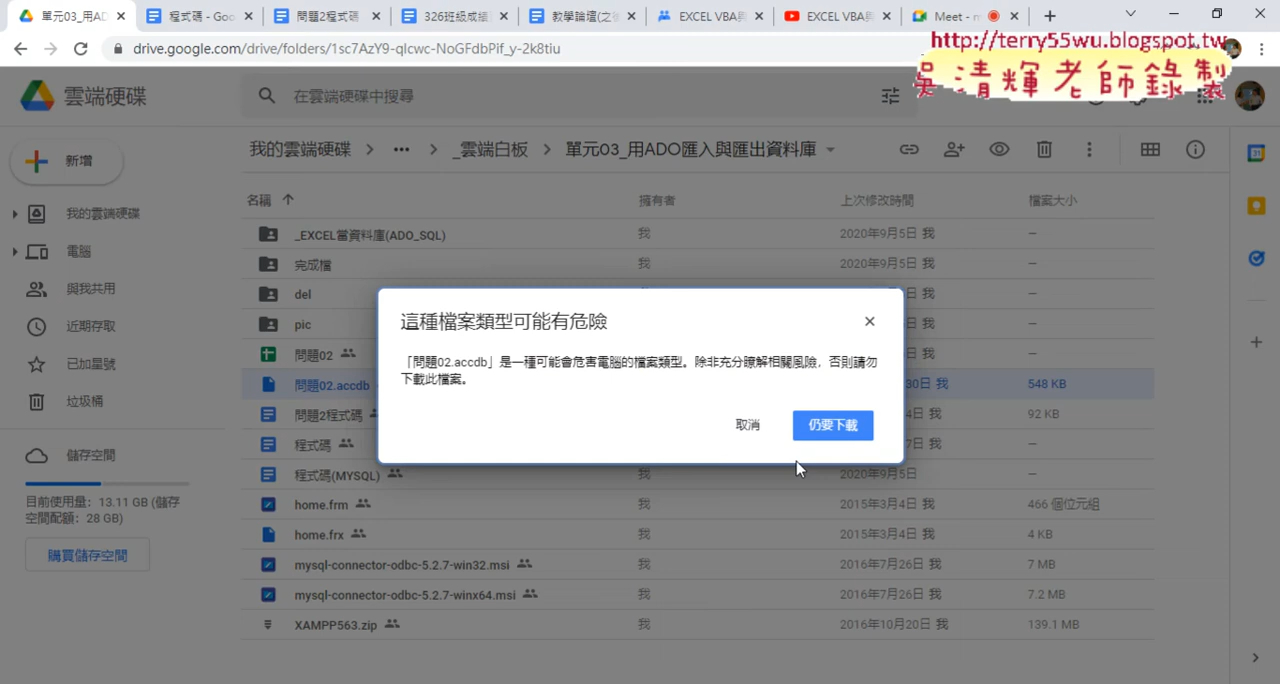 單元03_用AD
程式碼 - Goo
問題2程式碼
326班級成績
教學論壇(之後
EXCEL VBA與
EXCEL VBA與
Meet - m
drive.google.com/drive/folders/1sc7AzY9-qlcwc-NoGFdbPif_y-2k8tiu
http://terry55wu.blogspot.tw
吳清輝老師錄製
雲端硬碟
在雲端硬碟中搜尋
新增
我的雲端硬碟
電腦
與我共用
近期存取
已加星號
垃圾桶
儲存空間
目前使用量：13.11 GB (儲存
空間配額：28 GB)
購買儲存空間
我的雲端硬碟 > ••• > _雲端白板 > 單元03_用ADO匯入與匯出資料庫
名稱 擁有者 上次修改時間 檔案大小
_EXCEL當資料庫(ADO_SQL) 我 2020年9月5日 我 –
完成檔 我 2020年9月5日 我 –
del 我 –
pic 我 –
問題02 我 –
問題02.accdb 30日 我 548 KB
問題2程式碼 4日 我 92 KB
程式碼 7日 我 –
程式碼(MYSQL) 我 2020年9月5日 我 –
home.frm 我 2015年3月4日 我 466 個位元組
home.frx 我 2015年3月4日 我 4 KB
mysql-connector-odbc-5.2.7-win32.msi 我 2016年7月26日 我 7 MB
mysql-connector-odbc-5.2.7-winx64.msi 我 2016年7月26日 我 7.2 MB
XAMPP563.zip 我 2016年10月20日 我 139.1 MB
這種檔案類型可能有危險
「問題02.accdb」是一種可能會危害電腦的檔案類型。除非充分瞭解相關風險，否則請勿
下載此檔案。
取消
仍要下載